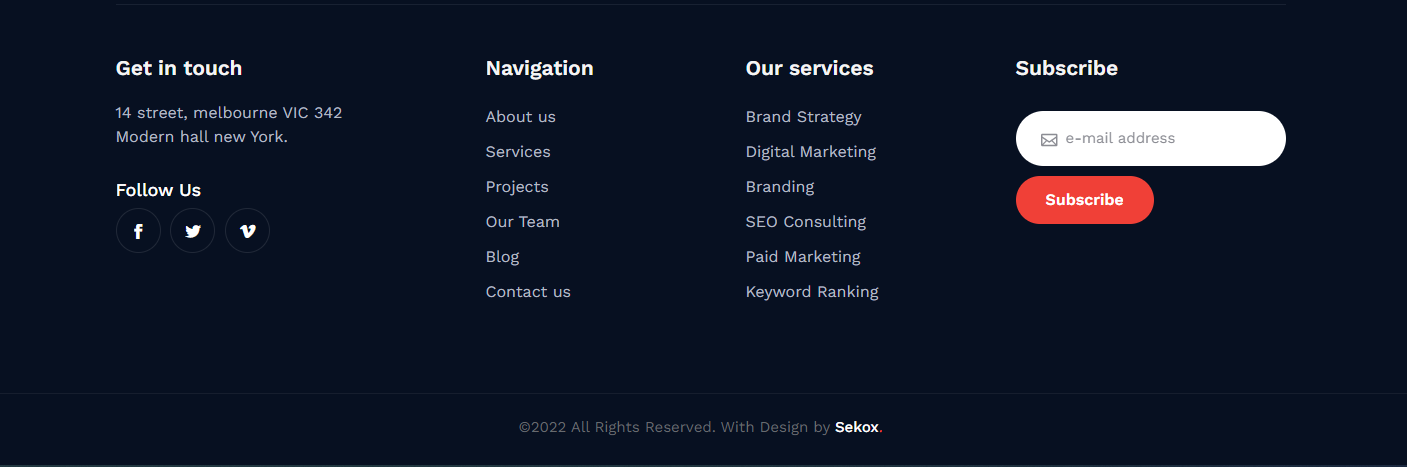 Get in touch
14 street, melbourne VIC 342
Modern hall new York.
Follow Us
Navigation
About us
Services
Projects
Our Team
Blog
Contact us
Our services
Brand Strategy
Digital Marketing
Branding
SEO Consulting
Paid Marketing
Keyword Ranking
Subscribe
e-mail address
Subscribe
©2022 All Rights Reserved. With Design by Sekox.